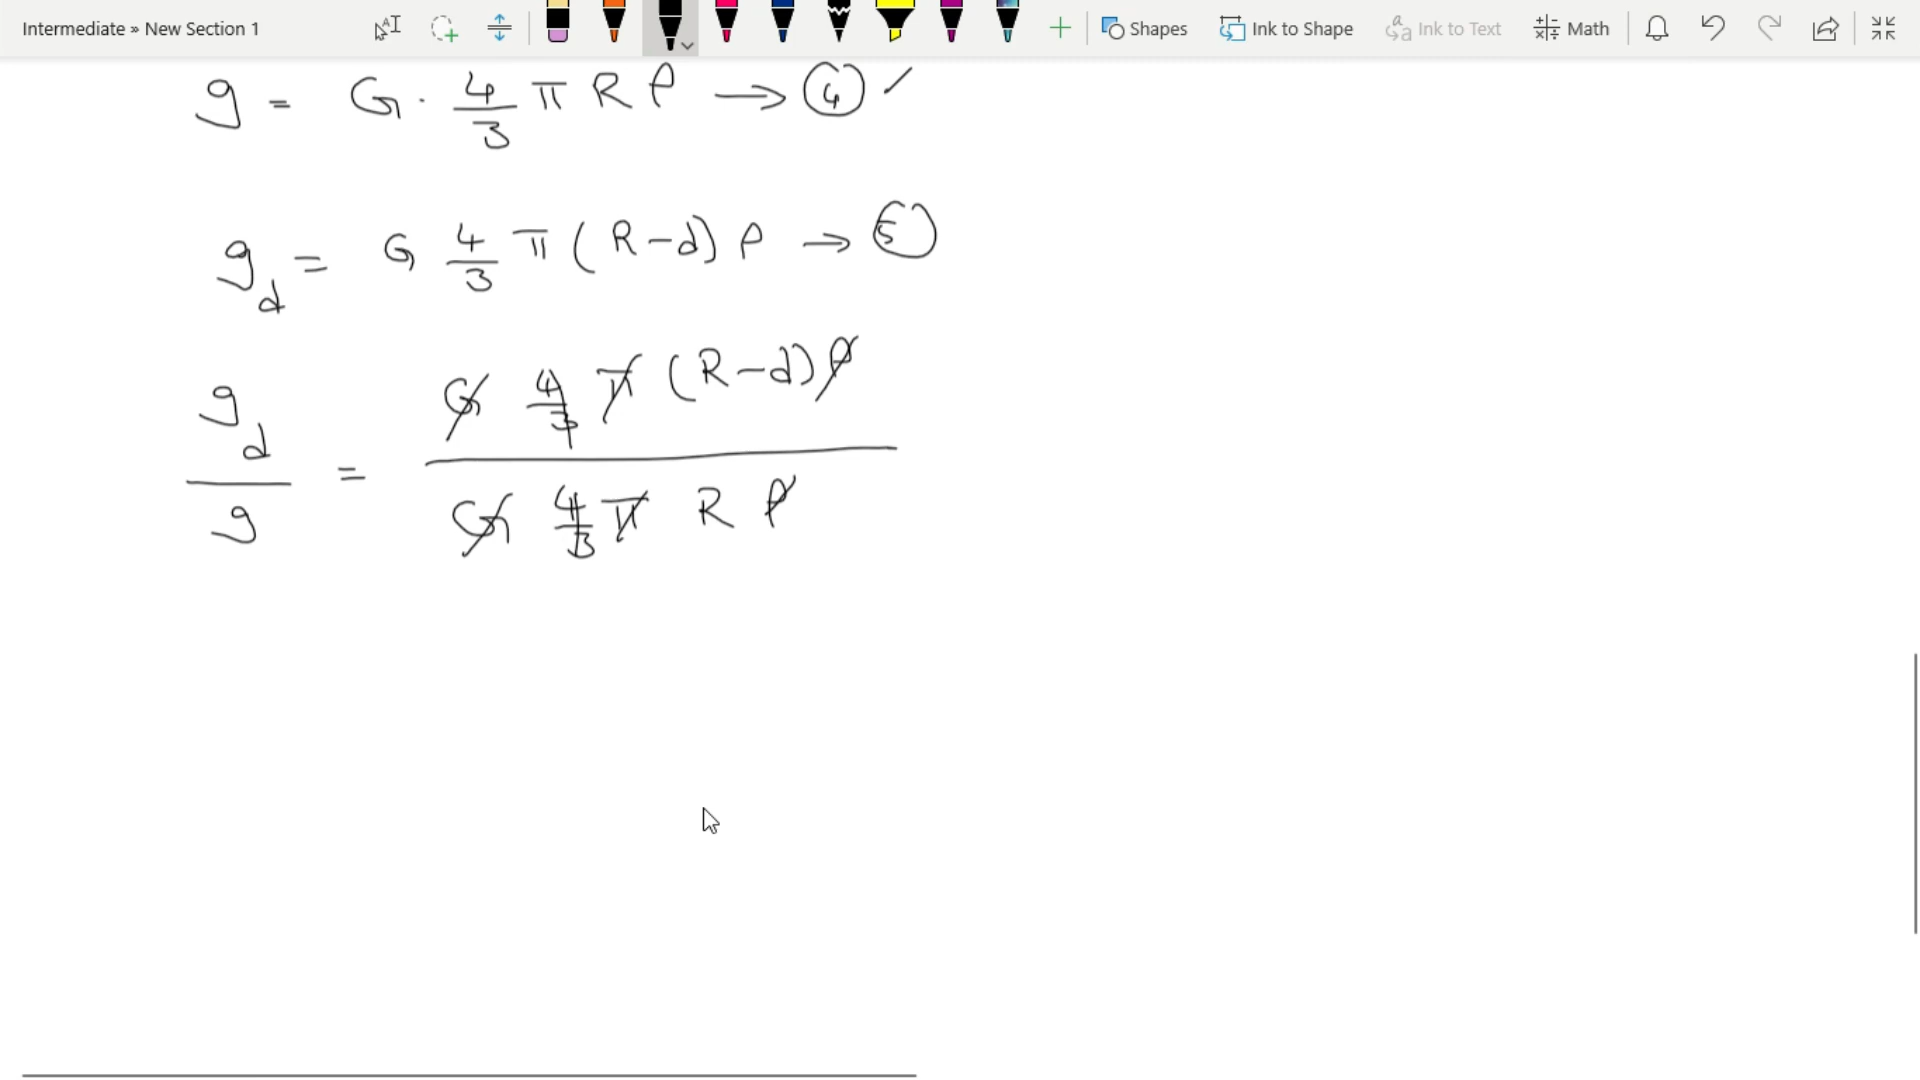 Intermediate » New Section 1 Shapes Ink to Shape Ink to Text Math
g = G · 4/3 π R ρ → ④ ✓
g_d = G 4/3 π (R-d) ρ → ⑤
g_d / g = G 4/3 π (R-d) ρ / G 4/3 π R ρ